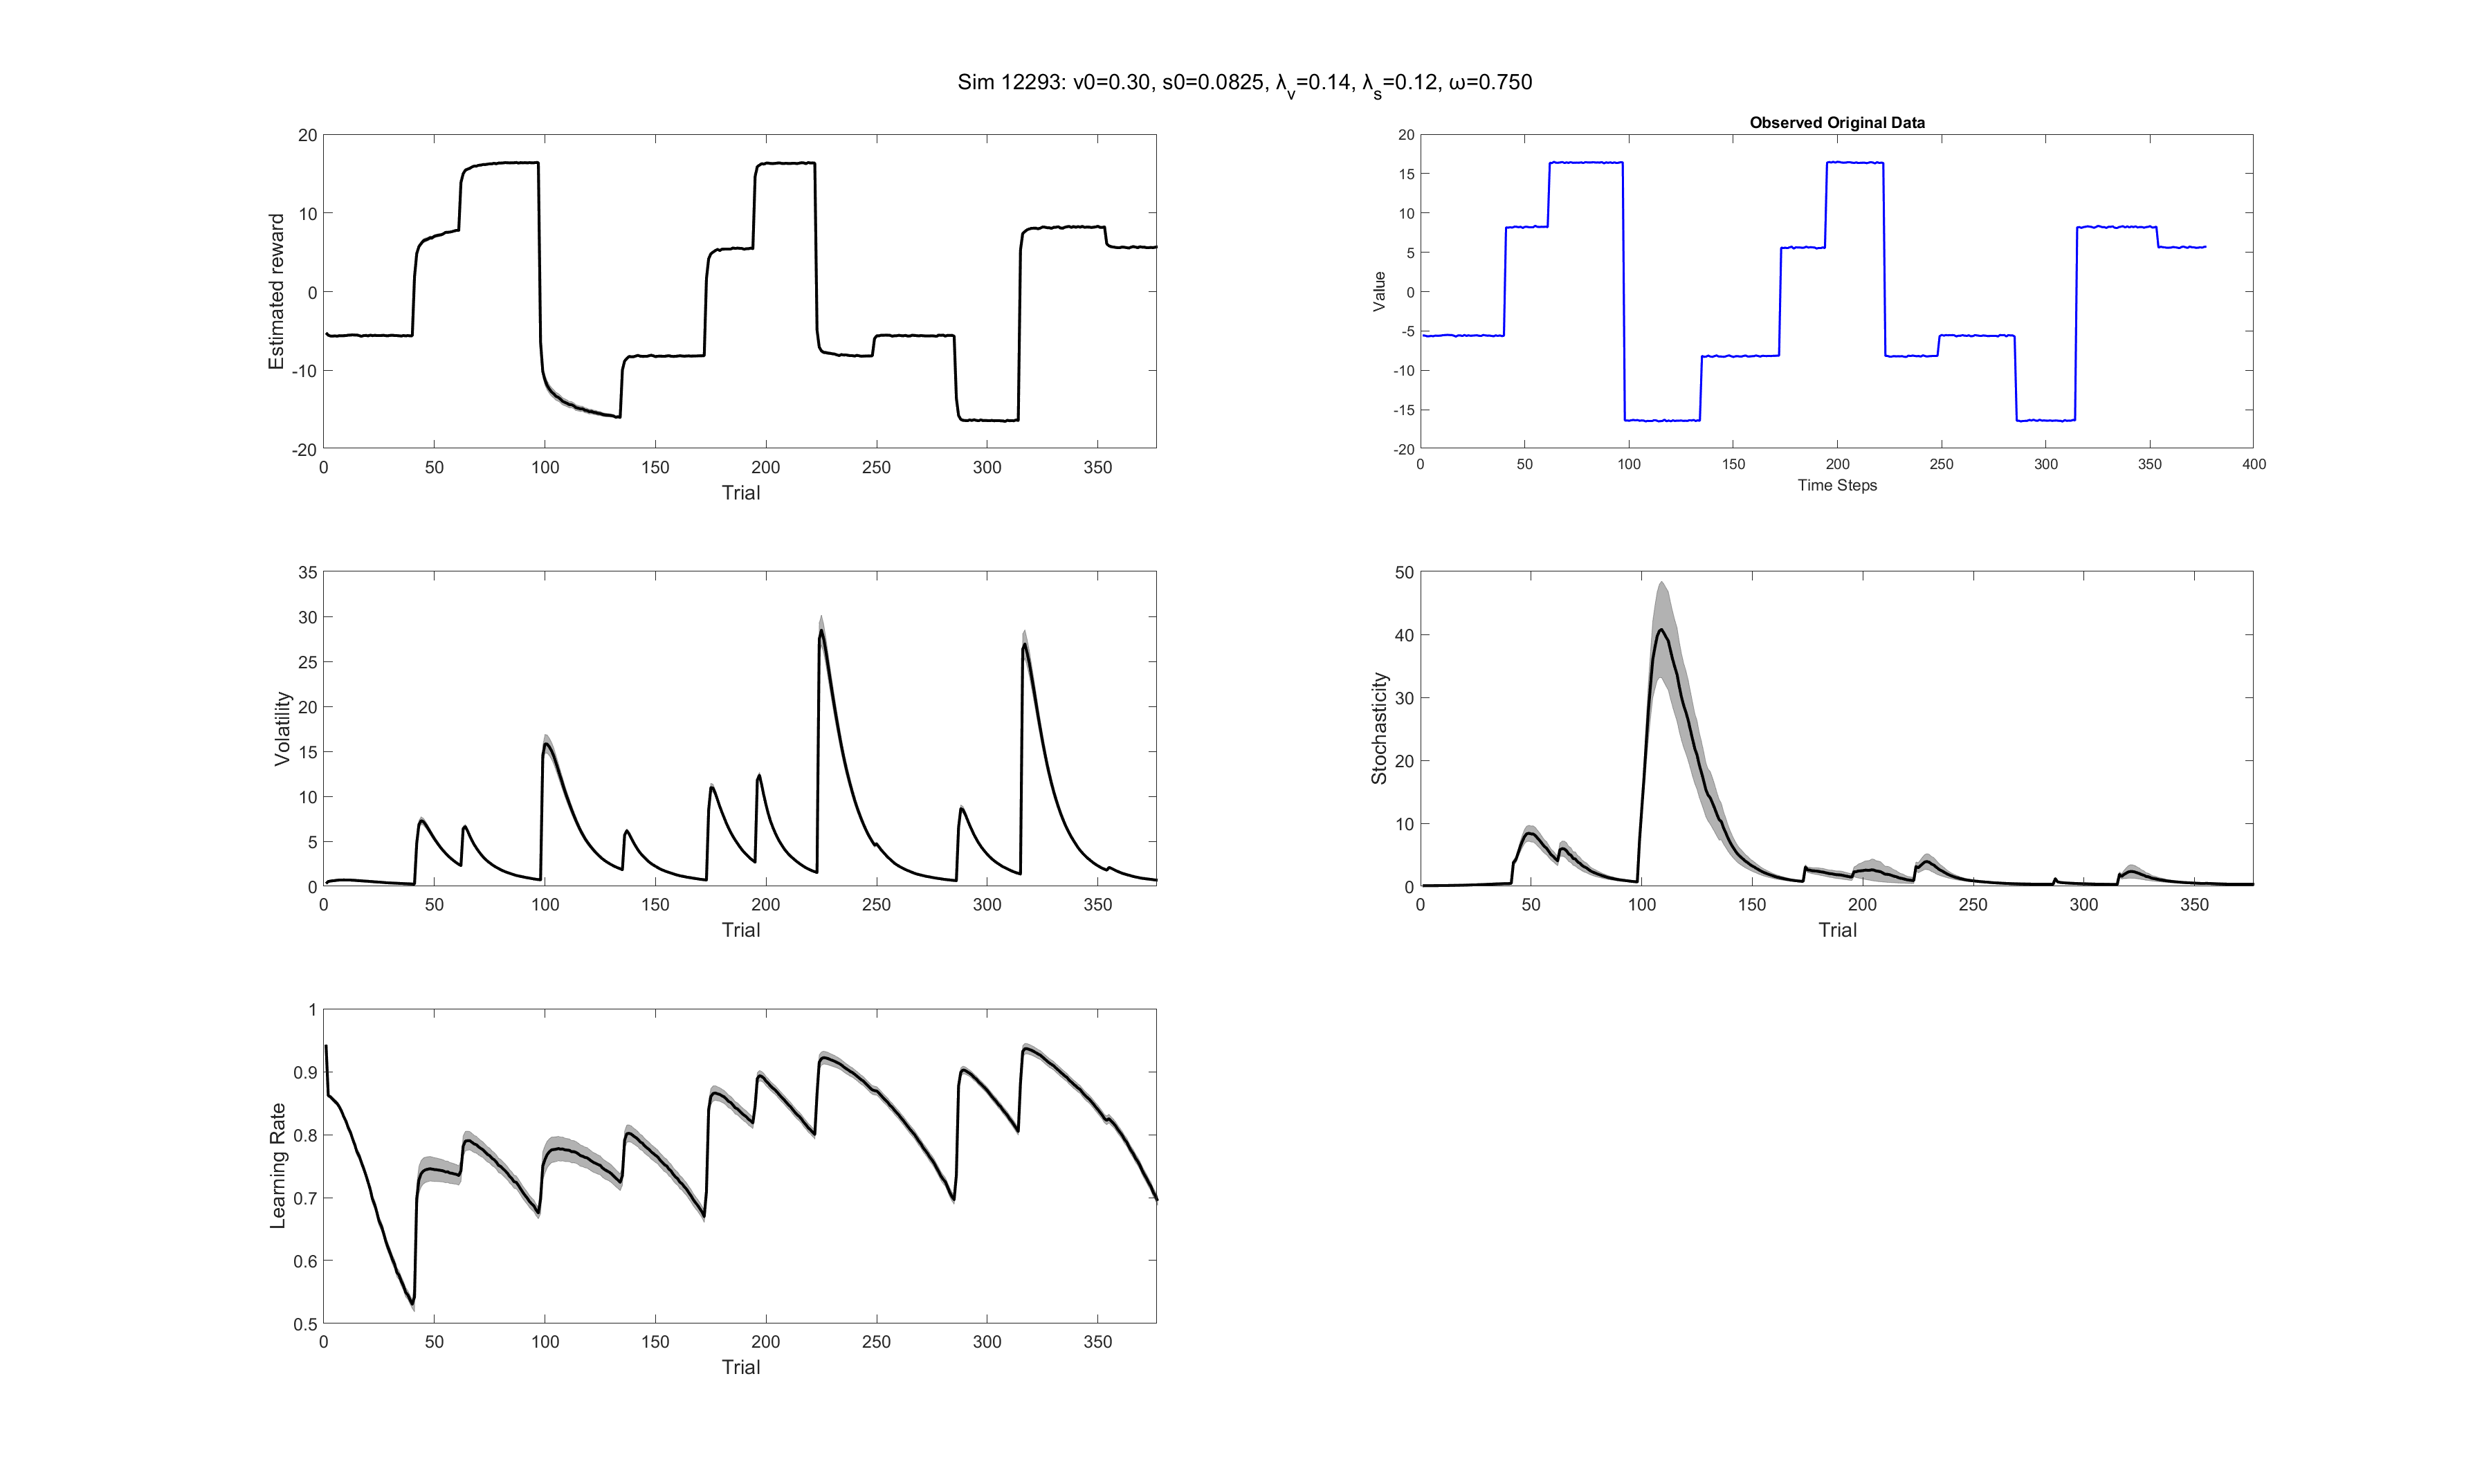 Sim 12293: v0=0.30, s0=0.0825, λv=0.14, λs=0.12, ω=0.750
20
10
0
-10
-20
Estimated reward
0 50 100 150 200 250 300 350
Trial
Observed Original Data
20
15
10
5
0
-5
-10
-15
-20
Value
0 50 100 150 200 250 300 350 400
Time Steps
35
30
25
20
15
10
5
0
Volatility
0 50 100 150 200 250 300 350
Trial
50
40
30
20
10
0
Stochasticity
0 50 100 150 200 250 300 350
Trial
1
0.9
0.8
0.7
0.6
0.5
Learning Rate
0 50 100 150 200 250 300 350
Trial